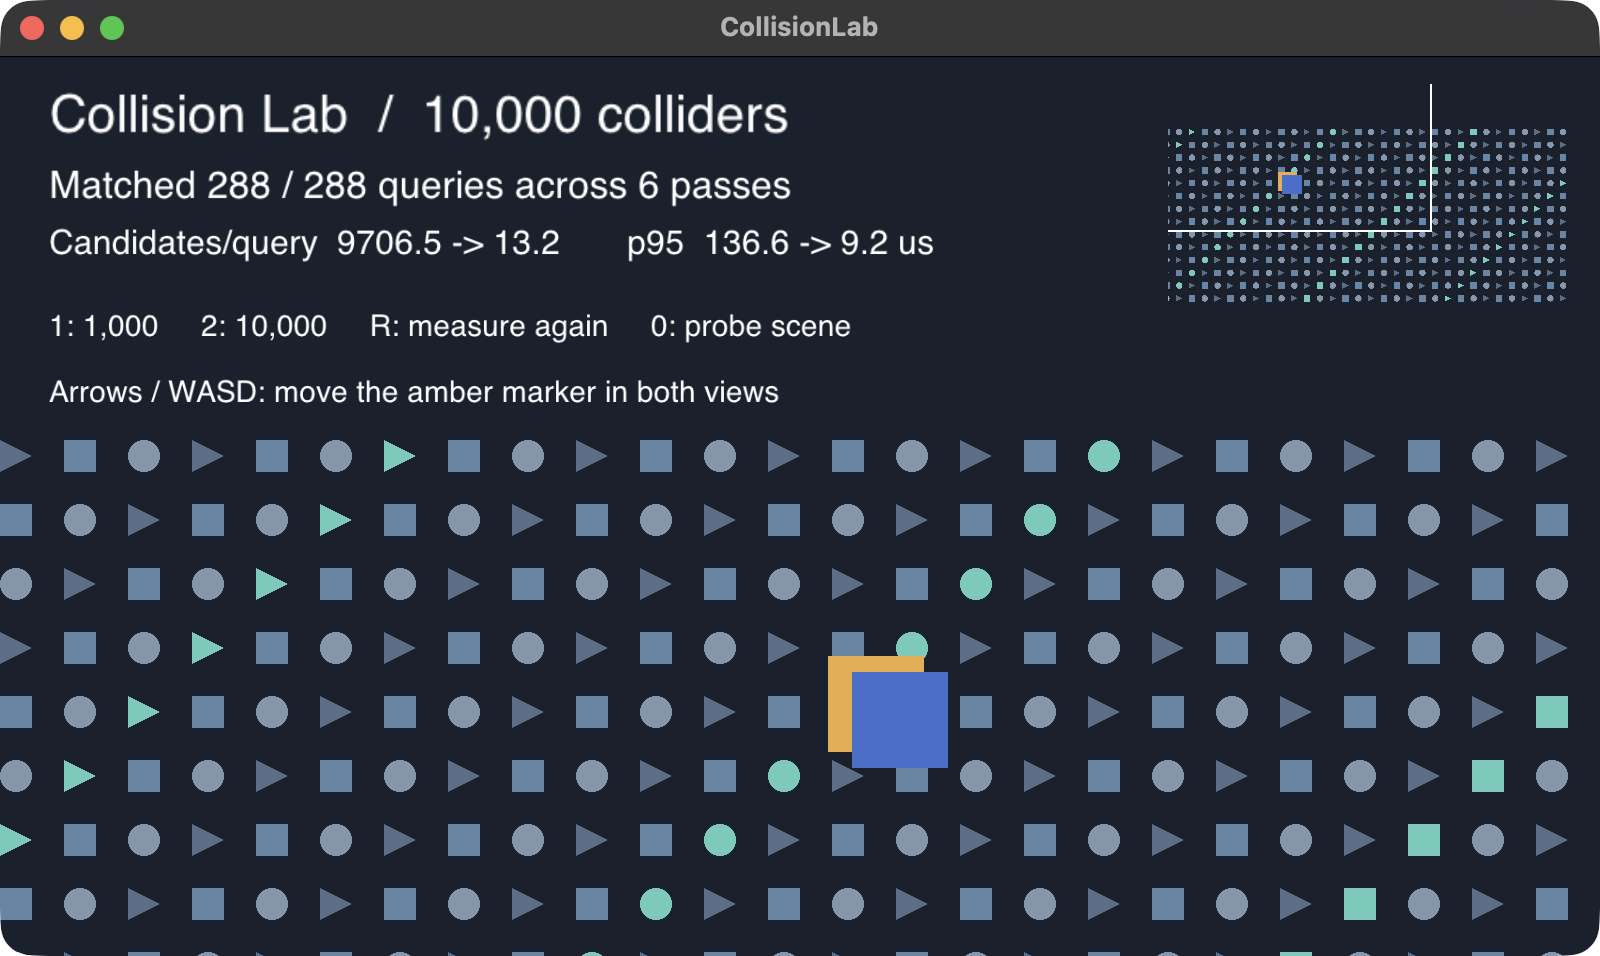 CollisionLab
Collision Lab / 10,000 colliders
Matched 288 / 288 queries across 6 passes
Candidates/query 9706.5 -> 13.2 p95 136.6 -> 9.2 us
1: 1,000 2: 10,000 R: measure again 0: probe scene
Arrows / WASD: move the amber marker in both views